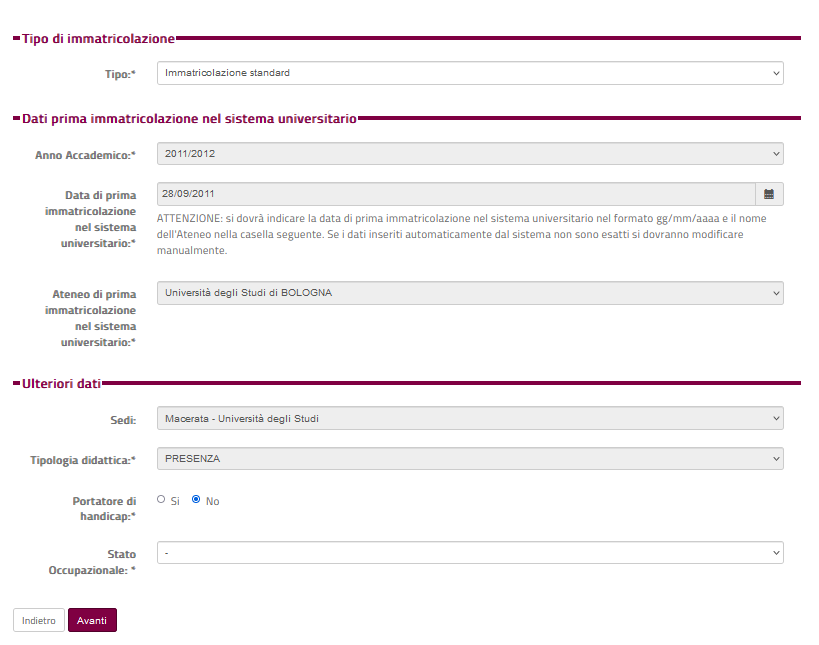 Tipo di immatricolazione
Tipo:*
Immatricolazione standard
Dati prima immatricolazione nel sistema universitario
Anno Accademico:*
2011/2012
Data di prima
immatricolazione
nel sistema
universitario:*
28/09/2011
ATTENZIONE: si dovrà indicare la data di prima immatricolazione nel sistema universitario nel formato gg/mm/aaaa e il nome
dell'Ateneo nella casella seguente. Se i dati inseriti automaticamente dal sistema non sono esatti si dovranno modificare
manualmente.
Ateneo di prima
immatricolazione
nel sistema
universitario:*
Università degli Studi di BOLOGNA
Ulteriori dati
Sedi:
Macerata - Università degli Studi
Tipologia didattica:*
PRESENZA
Portatore di
handicap:*
Si No
Stato
Occupazionale: *
-
Indietro Avanti